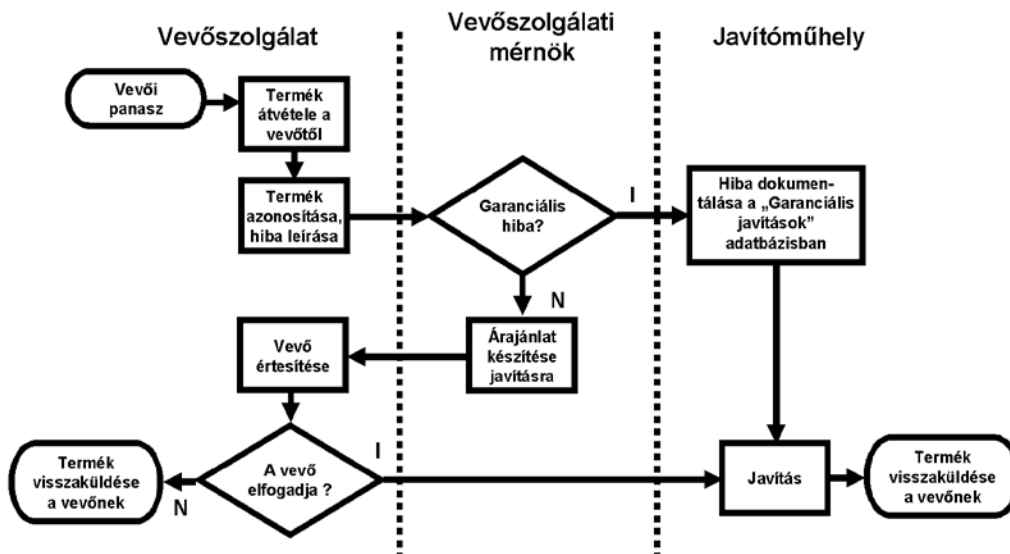 Vevőszolgálat
Vevőszolgálati
mérnök
Javítóműhely
Vevői
panasz
Termék
átvétele a
vevőtől
Termék
azonosítása,
hiba leírása
Garanciális
hiba?
I
Hiba dokumen-
tálása a „Garanciális
javítások”
adatbázisban
N
Árajánlat
készítése
javításra
Vevő
értesítése
A vevő
elfogadja ?
I
N
Termék
visszaküldése
a vevőnek
Javítás
Termék
visszaküldése
a vevőnek